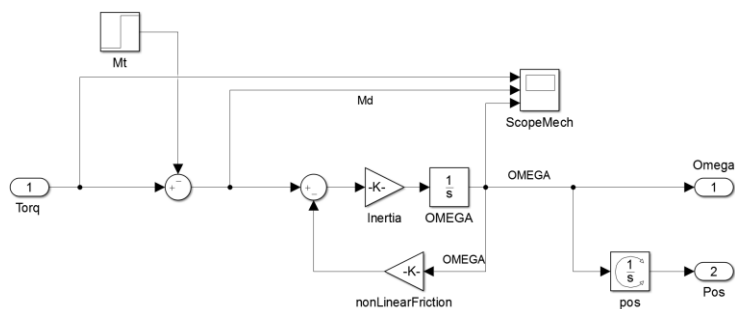 Mt
Md
ScopeMech
1
Torq
+
−
+
−
-K-
Inertia
1
s
OMEGA
OMEGA
Omega
1
-K-
nonLinearFriction
OMEGA
1
s
pos
2
Pos